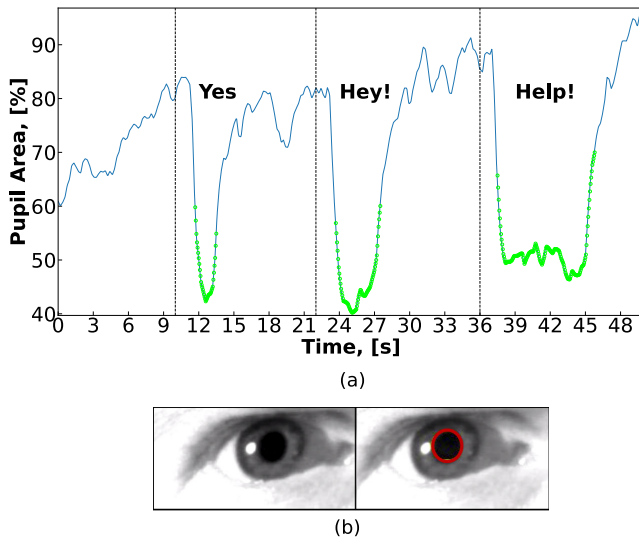 Pupil Area, [%]
90
80
70
60
50
40
Yes
Hey!
Help!
0 3 6 9 12 15 18 21 24 27 30 33 36 39 42 45 48
Time, [s]
(a)
(b)